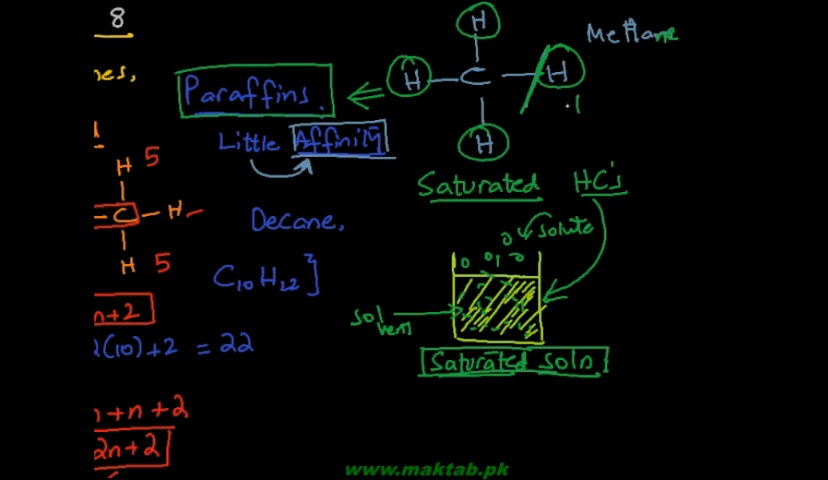 8
nes,
H 5
– C – H –
H 5
n+2
2(10)+2 = 22
n+n+2
2n+2
Paraffins.
Little Affinity
Decane,
C10H22]
H
H – C – H
H
Methane
Saturated HC's
solute
solvent
Saturated soln
www.maktab.pk